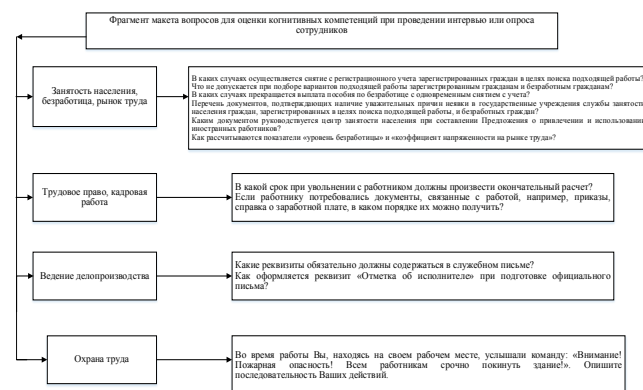 Фрагмент макета вопросов для оценки когнитивных компетенций при проведении интервью или опроса
сотрудников
Занятость населения,
безработица, рынок труда
В каких случаях осуществляется снятие с регистрационного учета зарегистрированных граждан в целях поиска подходящей работы?
Что не допускается при подборе вариантов подходящей работы зарегистрированным гражданам и безработным гражданам?
В каких случаях прекращается выплата пособия по безработице с одновременным снятием с учета?
Перечень документов, подтверждающих наличие уважительных причин неявки в государственные учреждения службы занятости
населения граждан, зарегистрированных в целях поиска подходящей работы, и безработных граждан?
Каким документом руководствуется центр занятости населения при составлении Предложения о привлечении и использовании
иностранных работников?
Как рассчитываются показатели «уровень безработицы» и «коэффициент напряженности на рынке труда»?
Трудовое право, кадровая
работа
В какой срок при увольнении с работником должны произвести окончательный расчет?
Если работнику потребовались документы, связанные с работой, например, приказы,
справка о заработной плате, в каком порядке их можно получить?
Ведение делопроизводства
Какие реквизиты обязательно должны содержаться в служебном письме?
Как оформляется реквизит «Отметка об исполнителе» при подготовке официального
письма?
Охрана труда
Во время работы Вы, находясь на своем рабочем месте, услышали команду: «Внимание!
Пожарная опасность! Всем работникам срочно покинуть здание!». Опишите
последовательность Ваших действий.